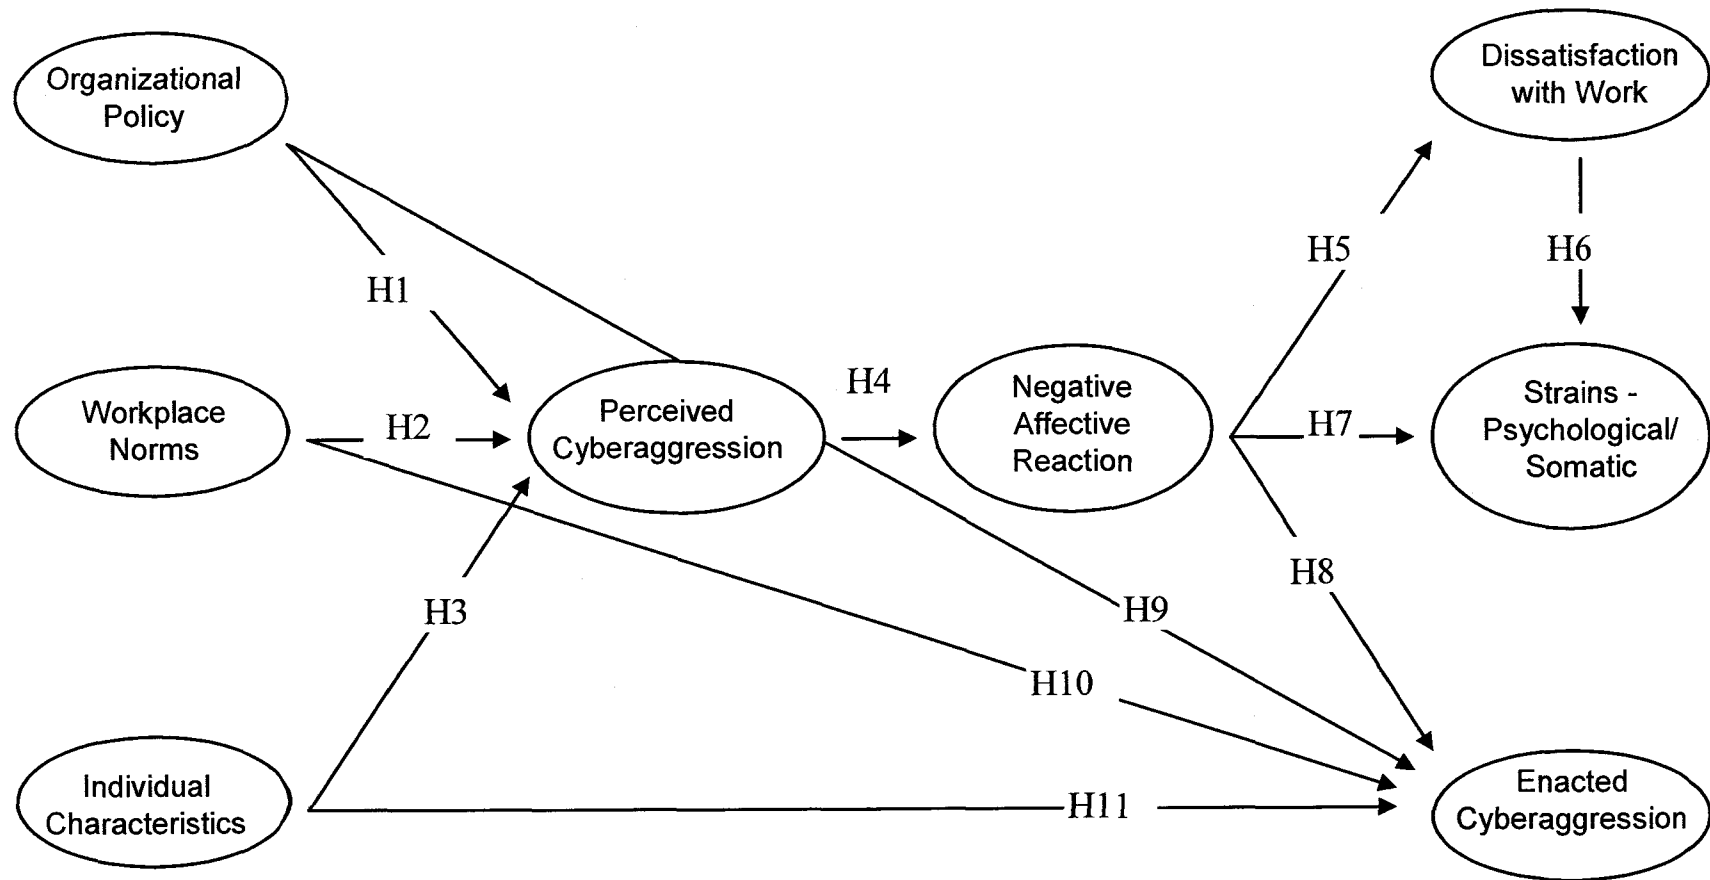 Organizational
Policy
Dissatisfaction
with Work
H1
H5
H6
Workplace
Norms
H2
Perceived
Cyberaggression
H4
Negative
Affective
Reaction
H7
Strains -
Psychological/
Somatic
H3
H8
H9
H10
Individual
Characteristics
H11
Enacted
Cyberaggression